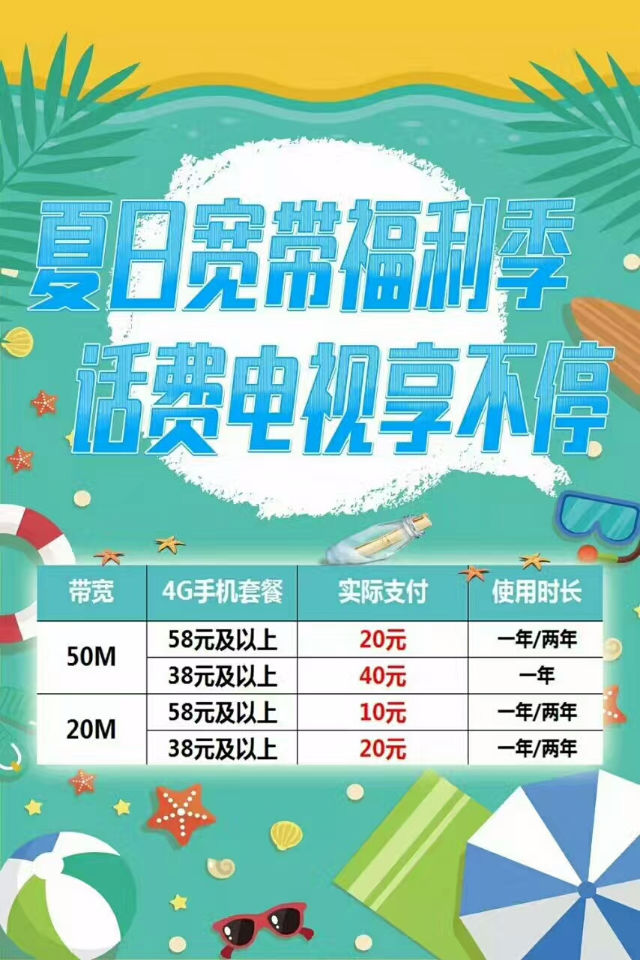 夏日宽带福利季
话费电视享不停
带宽 4G手机套餐 实际支付 使用时长
50M 58元及以上 20元 一年/两年
38元及以上 40元 一年
20M 58元及以上 10元 一年/两年
38元及以上 20元 一年/两年